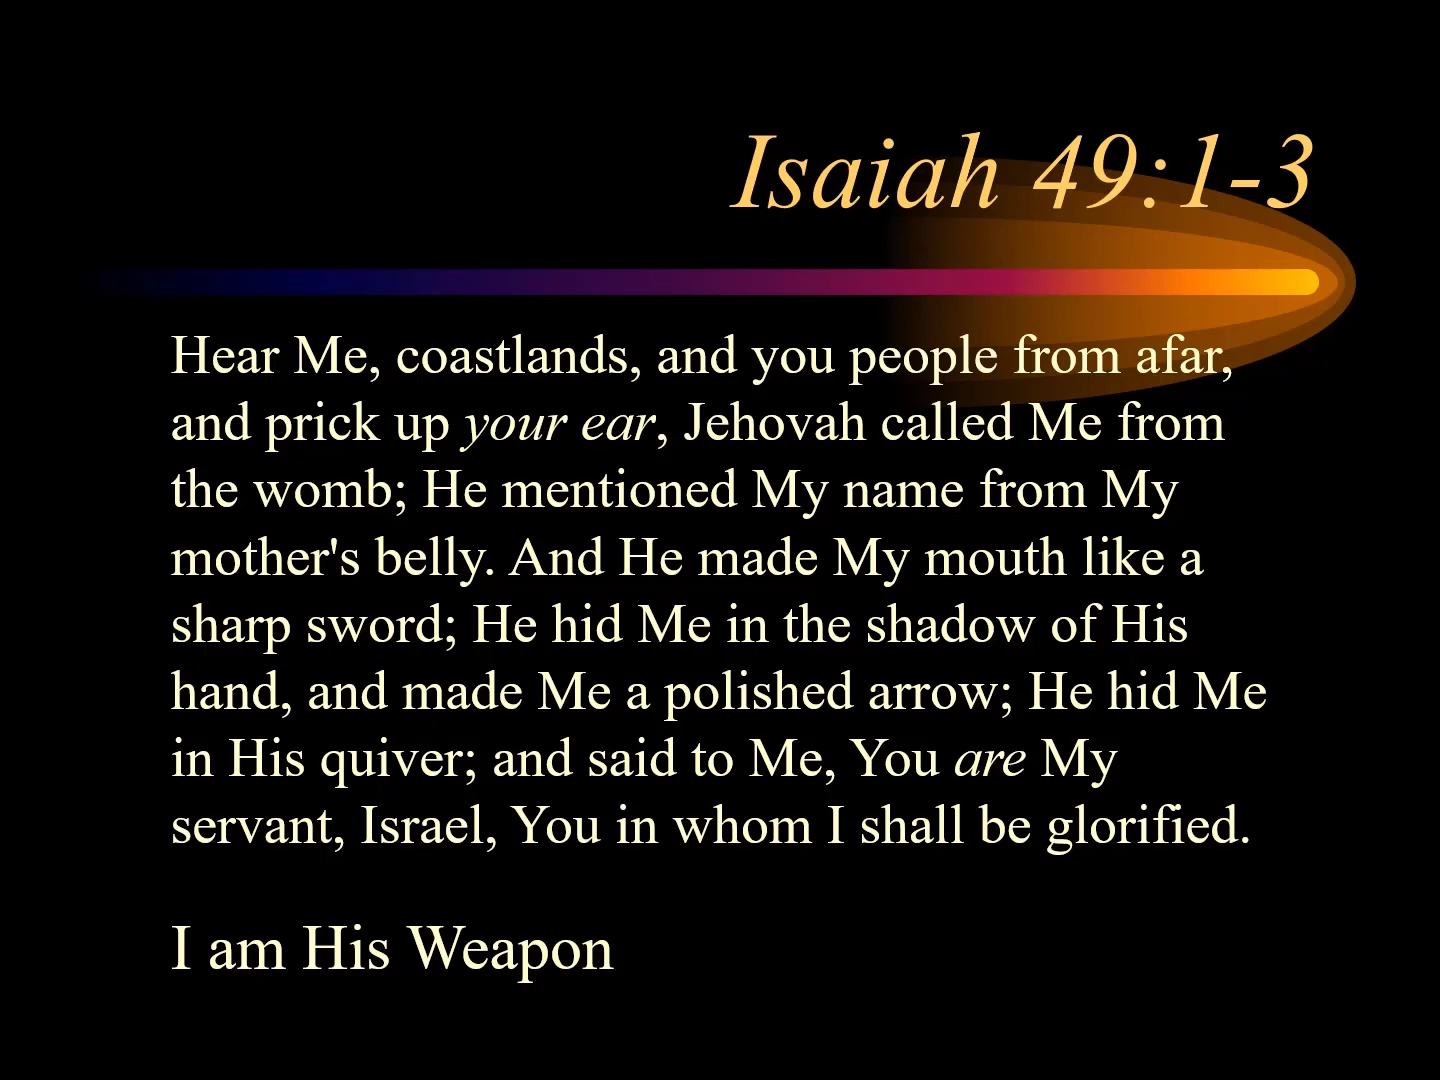 Isaiah 49:1-3
Hear Me, coastlands, and you people from afar,
and prick up your ear, Jehovah called Me from
the womb; He mentioned My name from My
mother's belly. And He made My mouth like a
sharp sword; He hid Me in the shadow of His
hand, and made Me a polished arrow; He hid Me
in His quiver; and said to Me, You are My
servant, Israel, You in whom I shall be glorified.
I am His Weapon